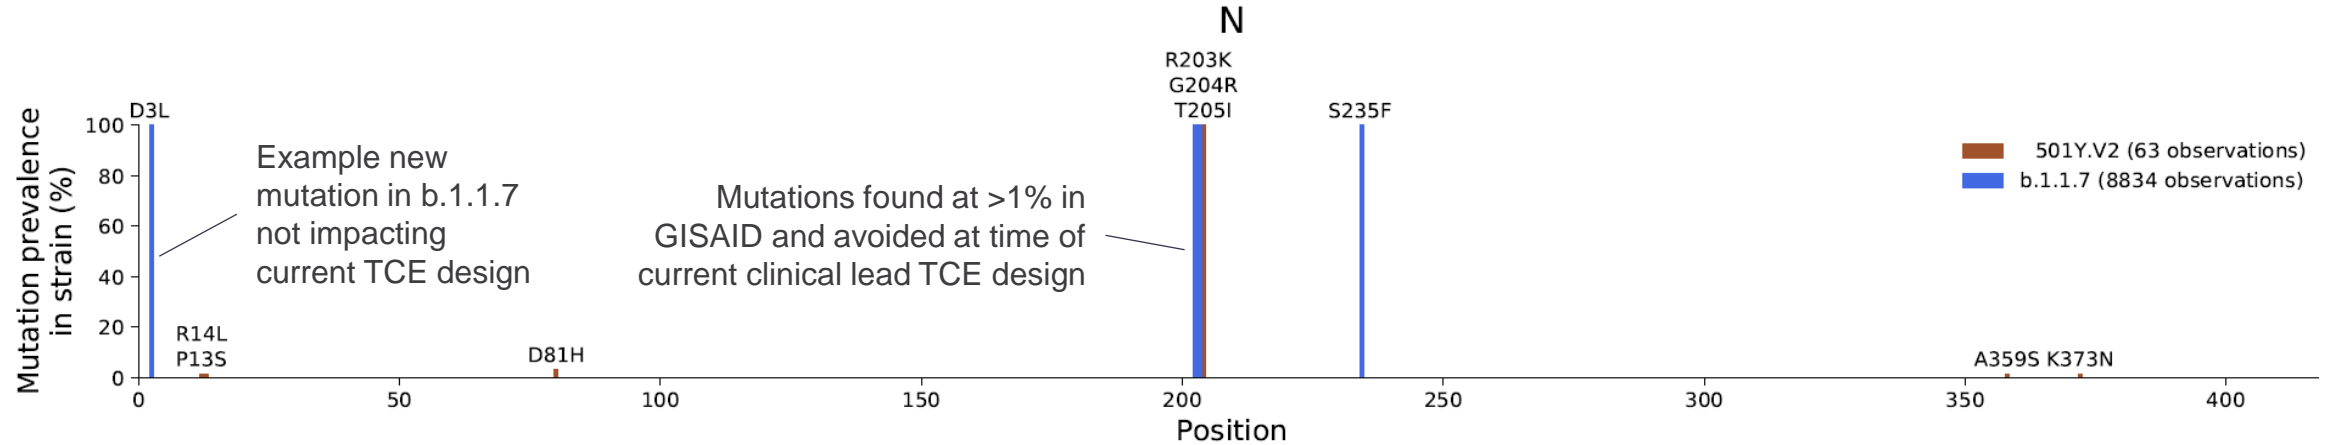 N
R203K
G204R
T205I
D3L
S235F
100
80
60
40
20
0
Mutation prevalence
in strain (%)
Example new
mutation in b.1.1.7
not impacting
current TCE design
Mutations found at >1% in
GISAID and avoided at time of
current clinical lead TCE design
501Y.V2 (63 observations)
b.1.1.7 (8834 observations)
R14L
P13S
D81H
A359S K373N
0 50 100 150 200 250 300 350 400
Position